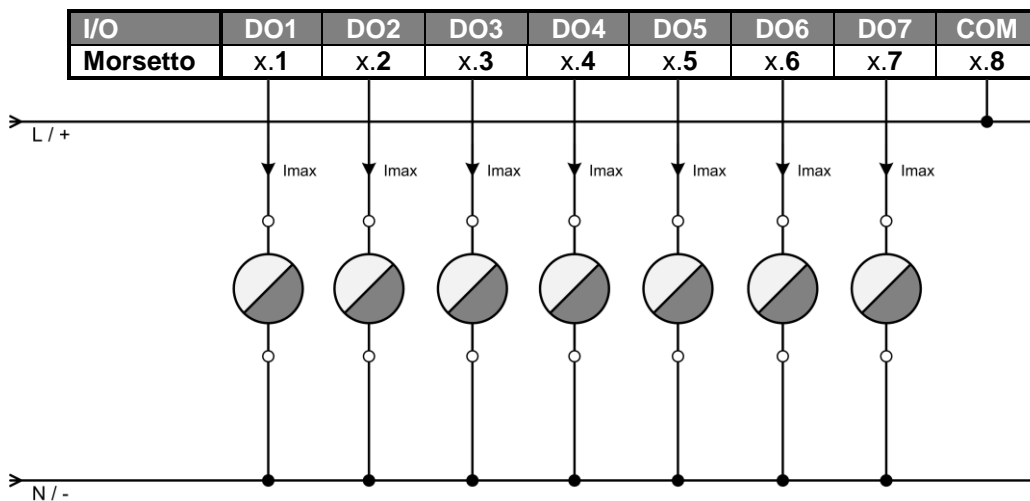 I/O DO1 DO2 DO3 DO4 DO5 DO6 DO7 COM
Morsetto x.1 x.2 x.3 x.4 x.5 x.6 x.7 x.8
L / +
Imax Imax Imax Imax Imax Imax Imax
N / -